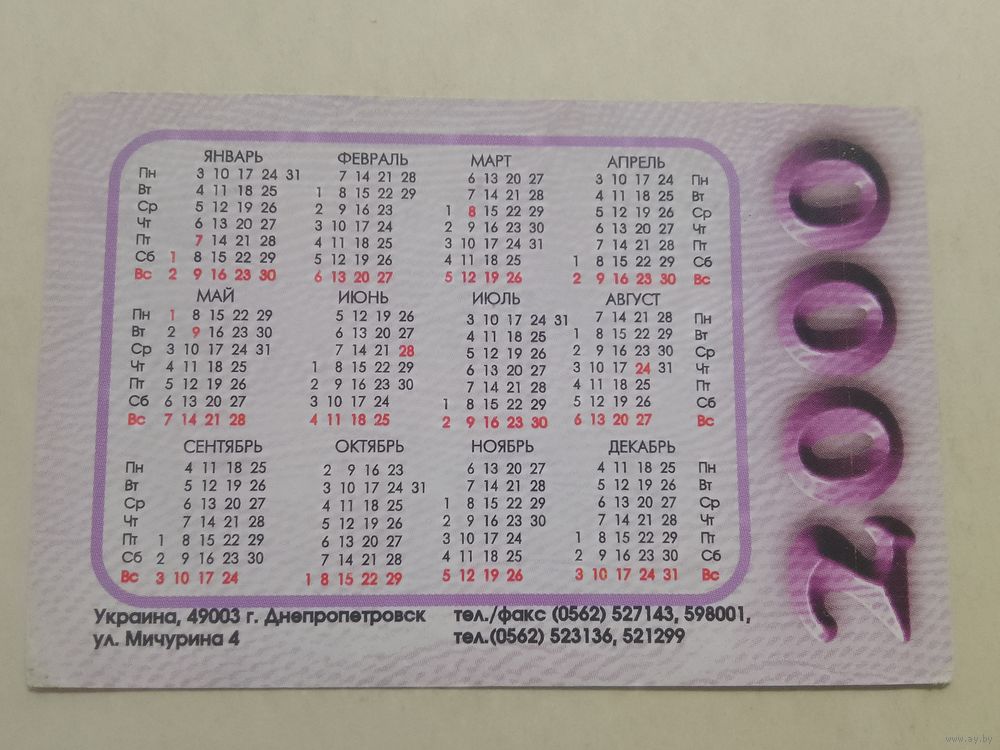 ЯНВАРЬ ФЕВРАЛЬ МАРТ АПРЕЛЬ
Пн 3 10 17 24 31 7 14 21 28 6 13 20 27 3 10 17 24 Пн
Вт 4 11 18 25 1 8 15 22 29 7 14 21 28 4 11 18 25 Вт
Ср 5 12 19 26 2 9 16 23 1 8 15 22 29 5 12 19 26 Ср
Чт 6 13 20 27 3 10 17 24 2 9 16 23 30 6 13 20 27 Чт
Пт 7 14 21 28 4 11 18 25 3 10 17 24 31 7 14 21 28 Пт
Сб 1 8 15 22 29 5 12 19 26 4 11 18 25 1 8 15 22 29 Сб
Вс 2 9 16 23 30 6 13 20 27 5 12 19 26 2 9 16 23 30 Вс
МАЙ ИЮНЬ ИЮЛЬ АВГУСТ
Пн 1 8 15 22 29 5 12 19 26 3 10 17 24 31 7 14 21 28 Пн
Вт 2 9 16 23 30 6 13 20 27 4 11 18 25 1 8 15 22 29 Вт
Ср 3 10 17 24 31 7 14 21 28 5 12 19 26 2 9 16 23 30 Ср
Чт 4 11 18 25 1 8 15 22 29 6 13 20 27 3 10 17 24 31 Чт
Пт 5 12 19 26 2 9 16 23 30 7 14 21 28 4 11 18 25 Пт
Сб 6 13 20 27 3 10 17 24 1 8 15 22 29 5 12 19 26 Сб
Вс 7 14 21 28 4 11 18 25 2 9 16 23 30 6 13 20 27 Вс
СЕНТЯБРЬ ОКТЯБРЬ НОЯБРЬ ДЕКАБРЬ
Пн 4 11 18 25 2 9 16 23 6 13 20 27 4 11 18 25 Пн
Вт 5 12 19 26 3 10 17 24 31 7 14 21 28 5 12 19 26 Вт
Ср 6 13 20 27 4 11 18 25 1 8 15 22 29 6 13 20 27 Ср
Чт 7 14 21 28 5 12 19 26 2 9 16 23 30 7 14 21 28 Чт
Пт 1 8 15 22 29 6 13 20 27 3 10 17 24 1 8 15 22 29 Пт
Сб 2 9 16 23 30 7 14 21 28 4 11 18 25 2 9 16 23 30 Сб
Вс 3 10 17 24 1 8 15 22 29 5 12 19 26 3 10 17 24 31 Вс
Украина, 49003 г. Днепропетровск тел./факс (0562) 527143, 598001,
ул. Мичурина 4 тел.(0562) 523136, 521299
2000
www.ay.by